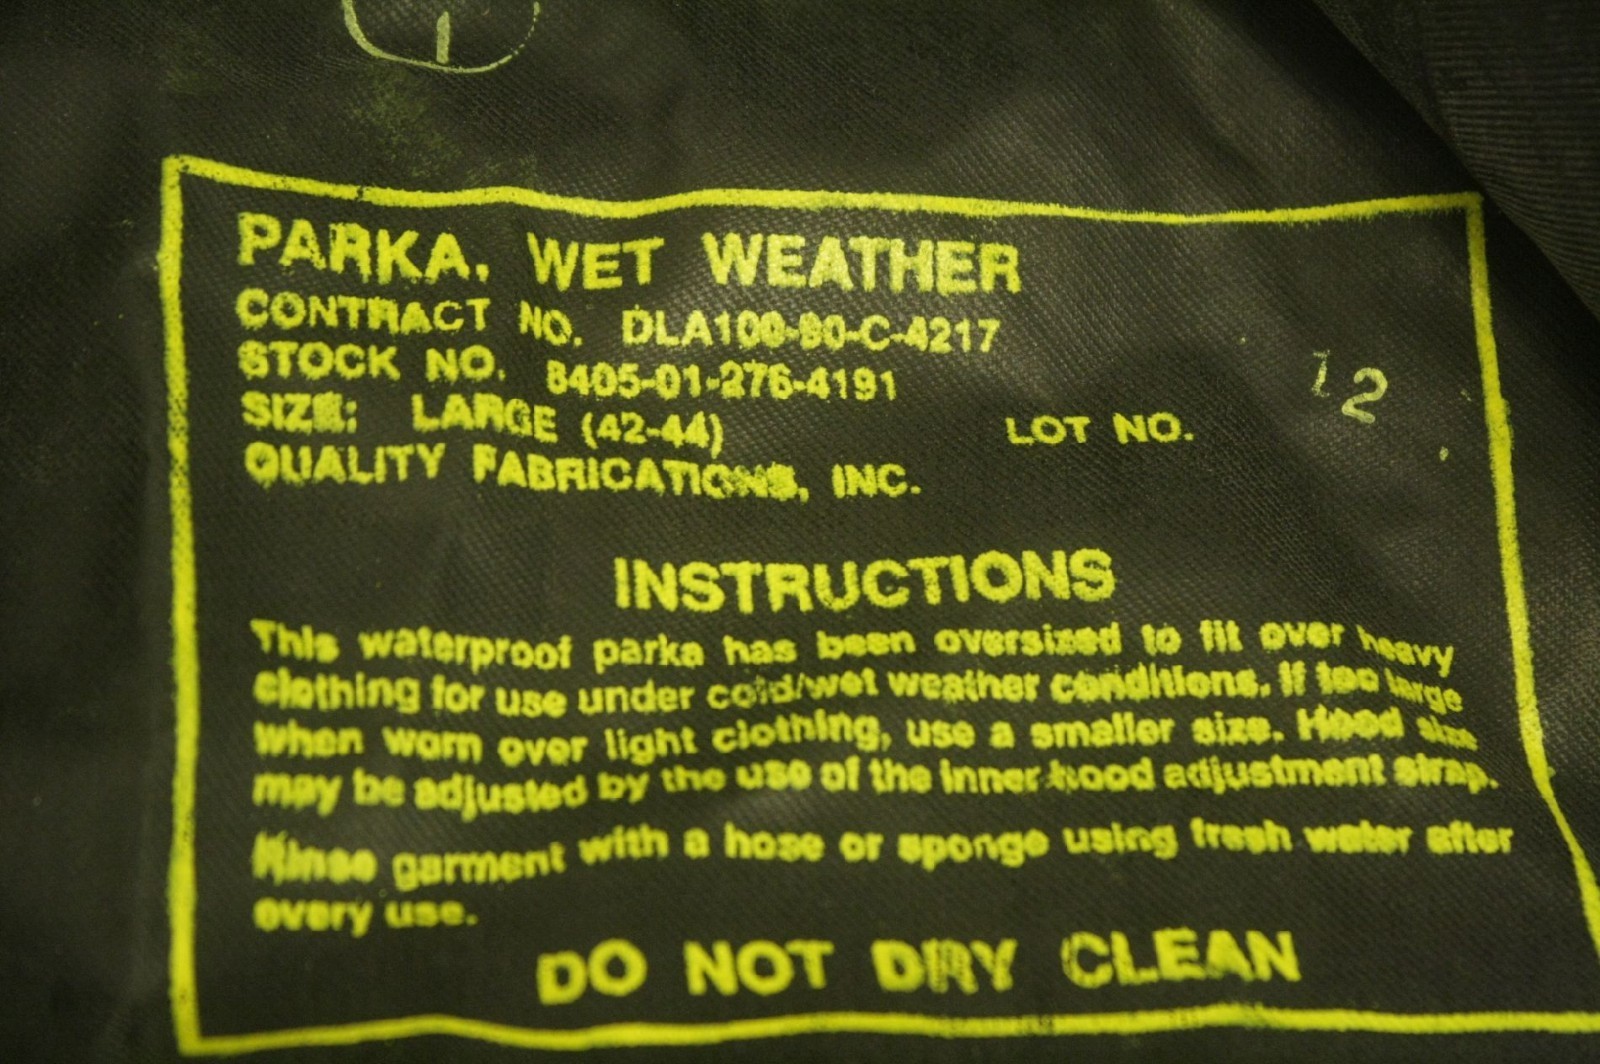 1
PARKA, WET WEATHER
CONTRACT NO. DLA100-90-C-4217
STOCK NO. 8405-01-276-4191
12
SIZE: LARGE (42-44) LOT NO.
QUALITY FABRICATIONS, INC.
INSTRUCTIONS
This waterproof parka has been oversized to fit over heavy
clothing for use under cold/wet weather conditions. If too large
when worn over light clothing, use a smaller size. Hood size
may be adjusted by the use of the inner hood adjustment strap.
Rinse garment with a hose or sponge using fresh water after
every use.
DO NOT DRY CLEAN